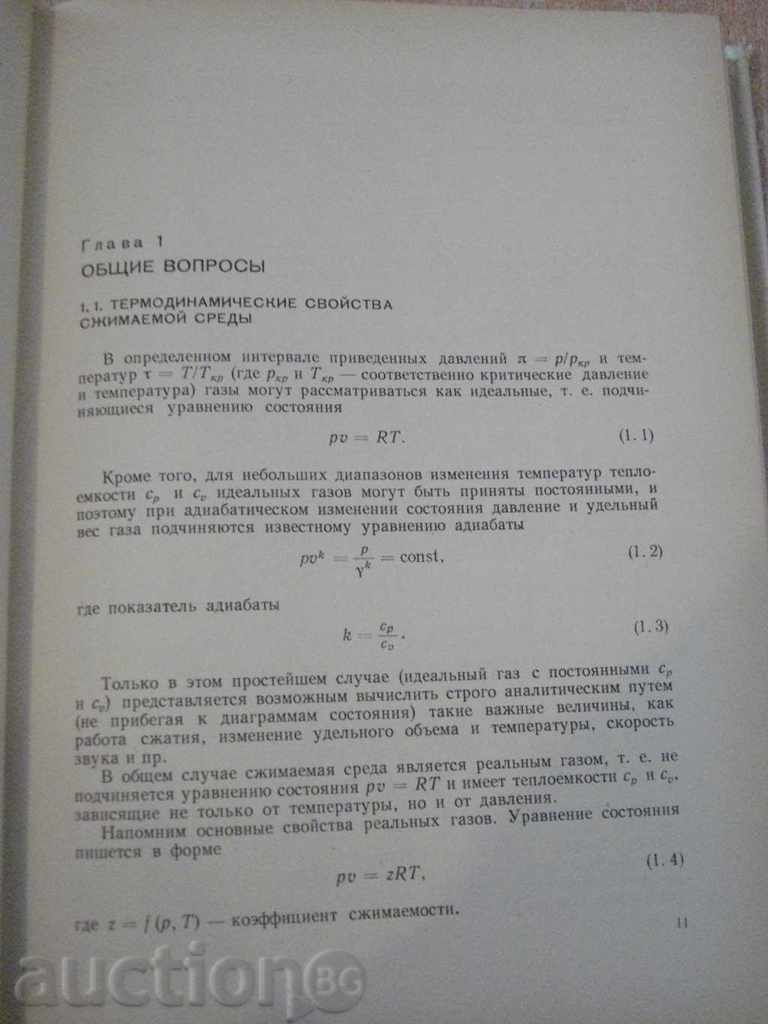 Глава 1
ОБЩИЕ ВОПРОСЫ
1.1. ТЕРМОДИНАМИЧЕСКИЕ СВОЙСТВА
СЖИМАЕМОЙ СРЕДЫ
В определенном интервале приведенных давлений π = p/pкр и тем-
ператур τ = T/Tкр (где pкр и Tкр — соответственно критические давление
и температура) газы могут рассматриваться как идеальные, т. е. подчи-
няющиеся уравнению состояния
pv = RT. (1.1)
Кроме того, для небольших диапазонов изменения температур тепло-
емкости cp и cv идеальных газов могут быть приняты постоянными, и
поэтому при адиабатическом изменении состояния давление и удельный
вес газа подчиняются известному уравнению адиабаты
pv^k = p/γ^k = const, (1.2)
где показатель адиабаты
k = cp/cv. (1.3)
Только в этом простейшем случае (идеальный газ с постоянными cp
и cv) представляется возможным вычислить строго аналитическим путем
(не прибегая к диаграммам состояния) такие важные величины, как
работа сжатия, изменение удельного объема и температуры, скорость
звука и пр.
В общем случае сжимаемая среда является реальным газом, т. е. не
подчиняется уравнению состояния pv = RT и имеет теплоемкости cp и cv,
зависящие не только от температуры, но и от давления.
Напомним основные свойства реальных газов. Уравнение состояния
пишется в форме
pv = zRT, (1.4)
где z = f (p, T) — коэффициент сжимаемости.
11
auctionBG